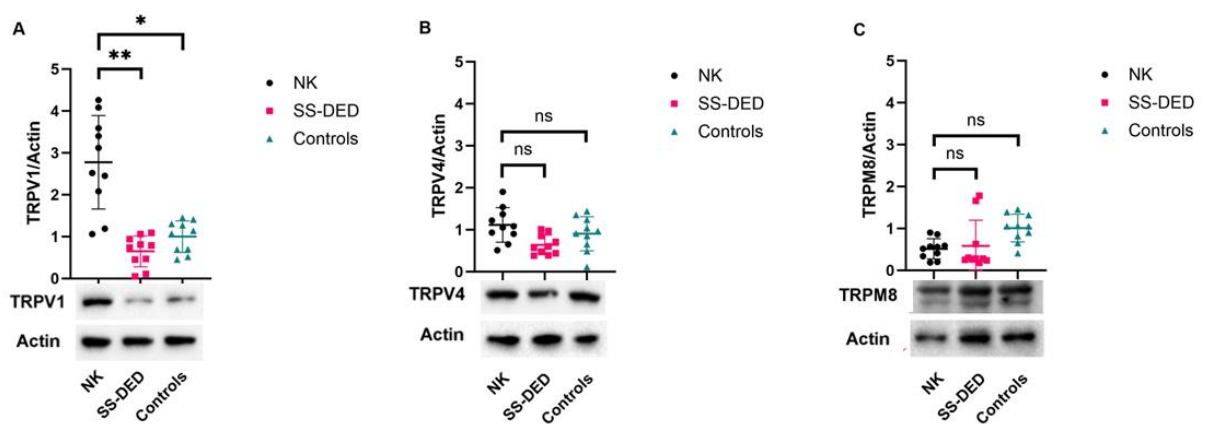 A
*
**
5
4
3
2
1
0
TRPV1/Actin
NK
SS-DED
Controls
TRPV1
Actin
NK
SS-DED
Controls
B
ns
ns
5
4
3
2
1
0
TRPV4/Actin
NK
SS-DED
Controls
TRPV4
Actin
NK
SS-DED
Controls
C
ns
ns
5
4
3
2
1
0
TRPM8/Actin
NK
SS-DED
Controls
TRPM8
Actin
NK
SS-DED
Controls